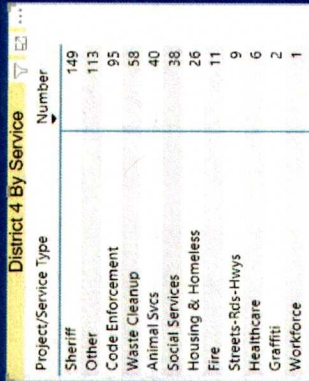 District 4 By Service
Project/Service Type Number
Sheriff 149
Other 113
Code Enforcement 95
Waste Cleanup 58
Animal Svcs 40
Social Services 38
Housing & Homeless 26
Fire 11
Streets-Rds-Hwys 9
Healthcare 6
Graffiti 2
Workforce 1